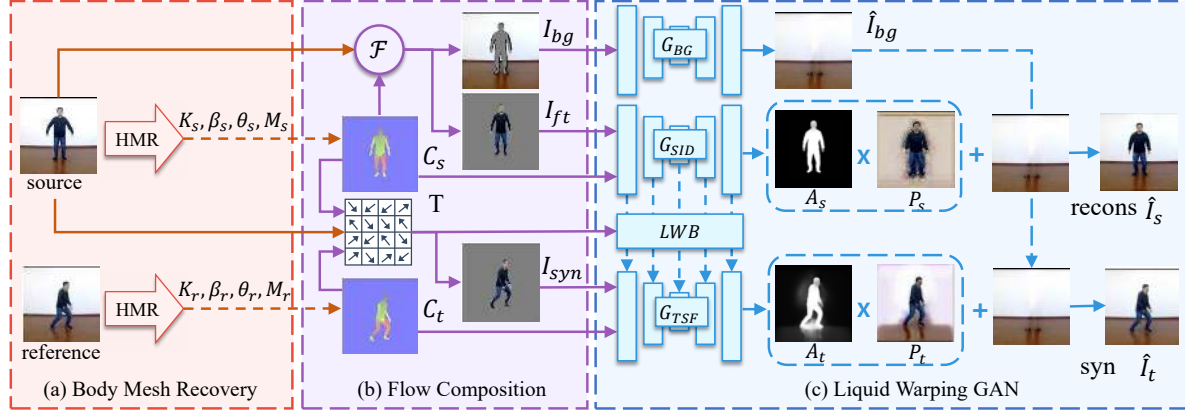 source
HMR
K_s, β_s, θ_s, M_s
reference
HMR
K_r, β_r, θ_r, M_r
(a) Body Mesh Recovery
ℱ
I_bg
I_ft
C_s
T
I_syn
C_t
(b) Flow Composition
G_BG
Î_bg
G_SID
A_s
x
P_s
+
recons Î_s
LWB
G_TSF
A_t
x
P_t
+
syn Î_t
(c) Liquid Warping GAN